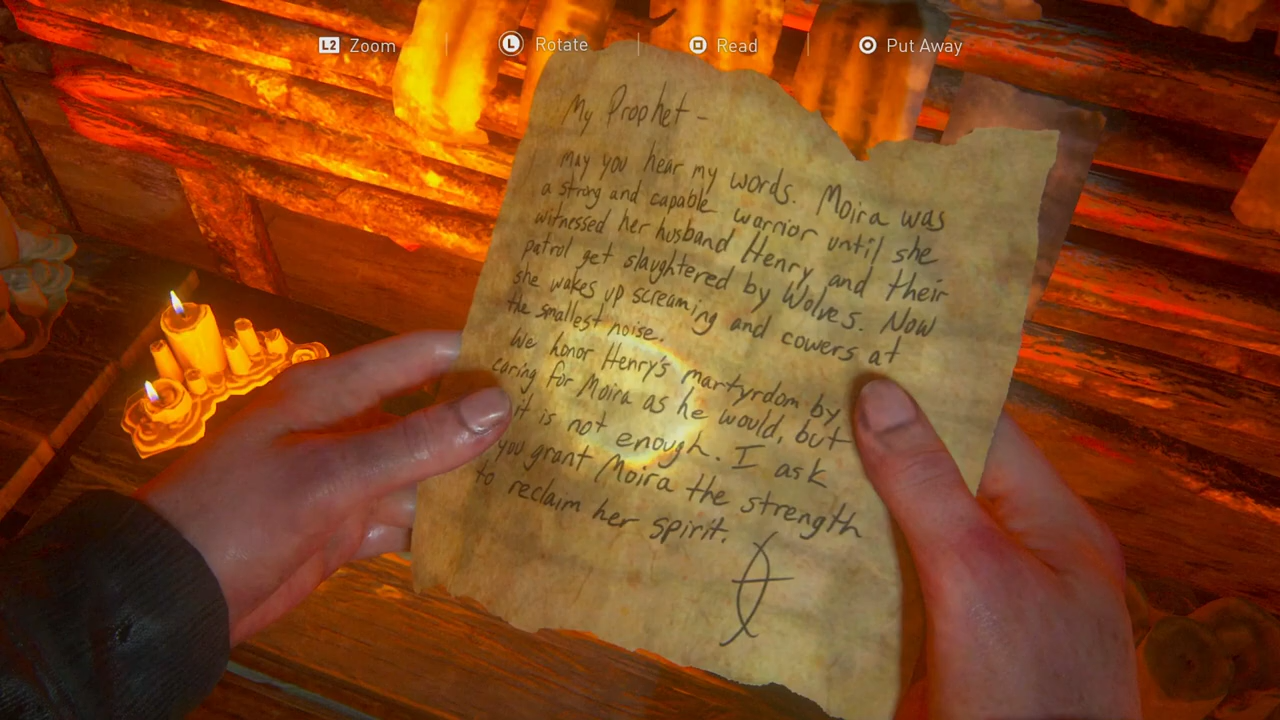 L2 Zoom L Rotate Read Put Away
My Prophet -
May you hear my words. Moira was
a strong and capable warrior until she
witnessed her husband Henry and their
patrol get slaughtered by Wolves. Now
she wakes up screaming and cowers at
the smallest noise.
We honor Henry's martyrdom by
caring for Moira as he would, but
it is not enough. I ask
you grant Moira the strength
to reclaim her spirit.